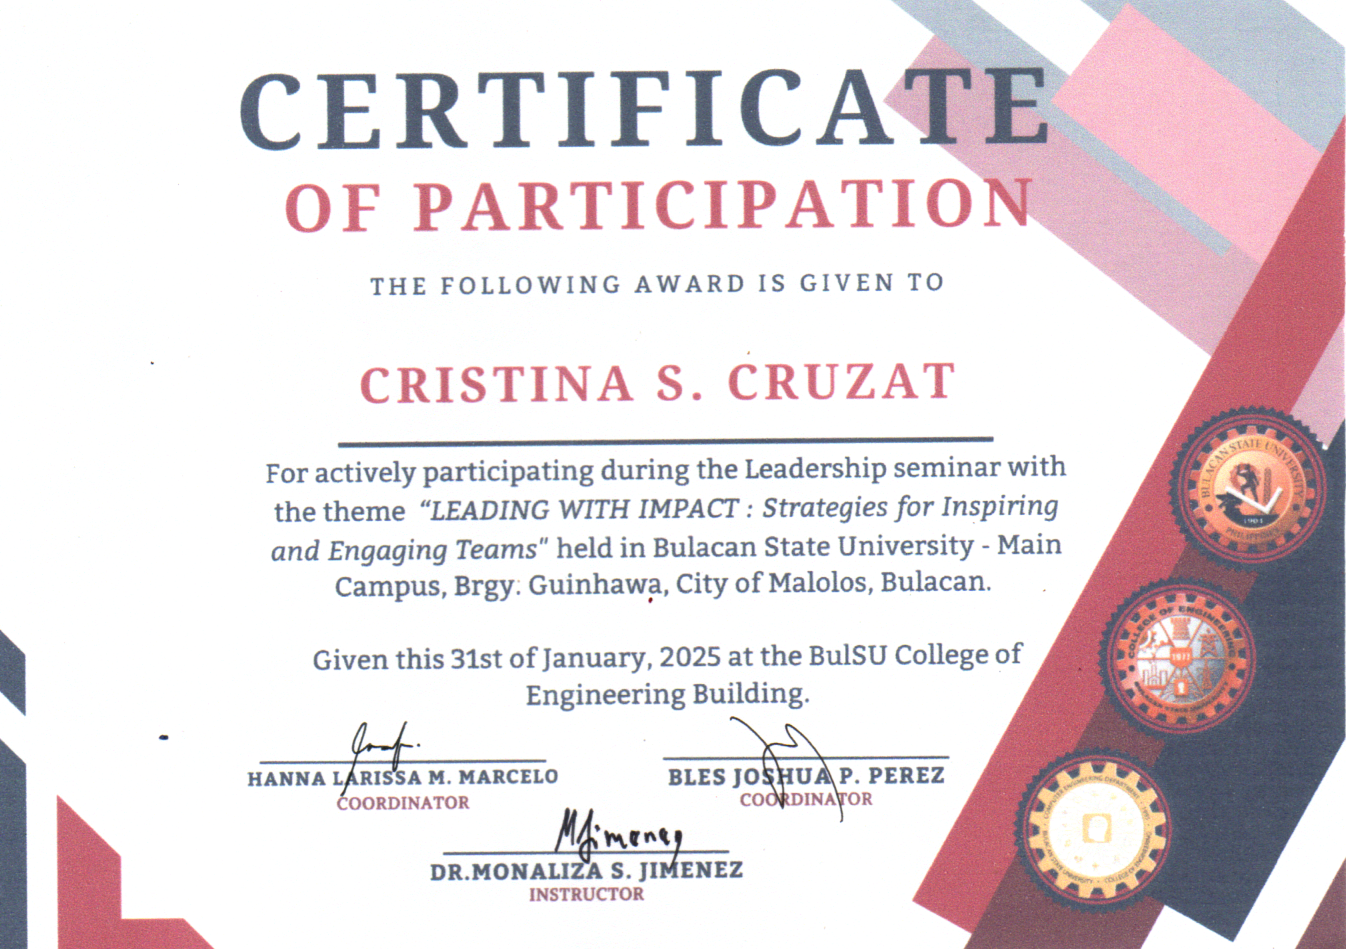 CERTIFICATE
OF PARTICIPATION
THE FOLLOWING AWARD IS GIVEN TO
CRISTINA S. CRUZAT
For actively participating during the Leadership seminar with
the theme “LEADING WITH IMPACT : Strategies for Inspiring
and Engaging Teams" held in Bulacan State University - Main
Campus, Brgy. Guinhawa, City of Malolos, Bulacan.
Given this 31st of January, 2025 at the BulSU College of
Engineering Building.
HANNA LARISSA M. MARCELO
COORDINATOR
BLES JOSHUA P. PEREZ
COORDINATOR
MJimenez
DR.MONALIZA S. JIMENEZ
INSTRUCTOR
BULACAN STATE UNIVERSITY
1904
PHILIPPINES
COLLEGE OF ENGINEERING
1977
BULACAN STATE UNIVERSITY
COMPUTER ENGINEERING DEPARTMENT
BULACAN STATE UNIVERSITY • COLLEGE OF ENGINEERING